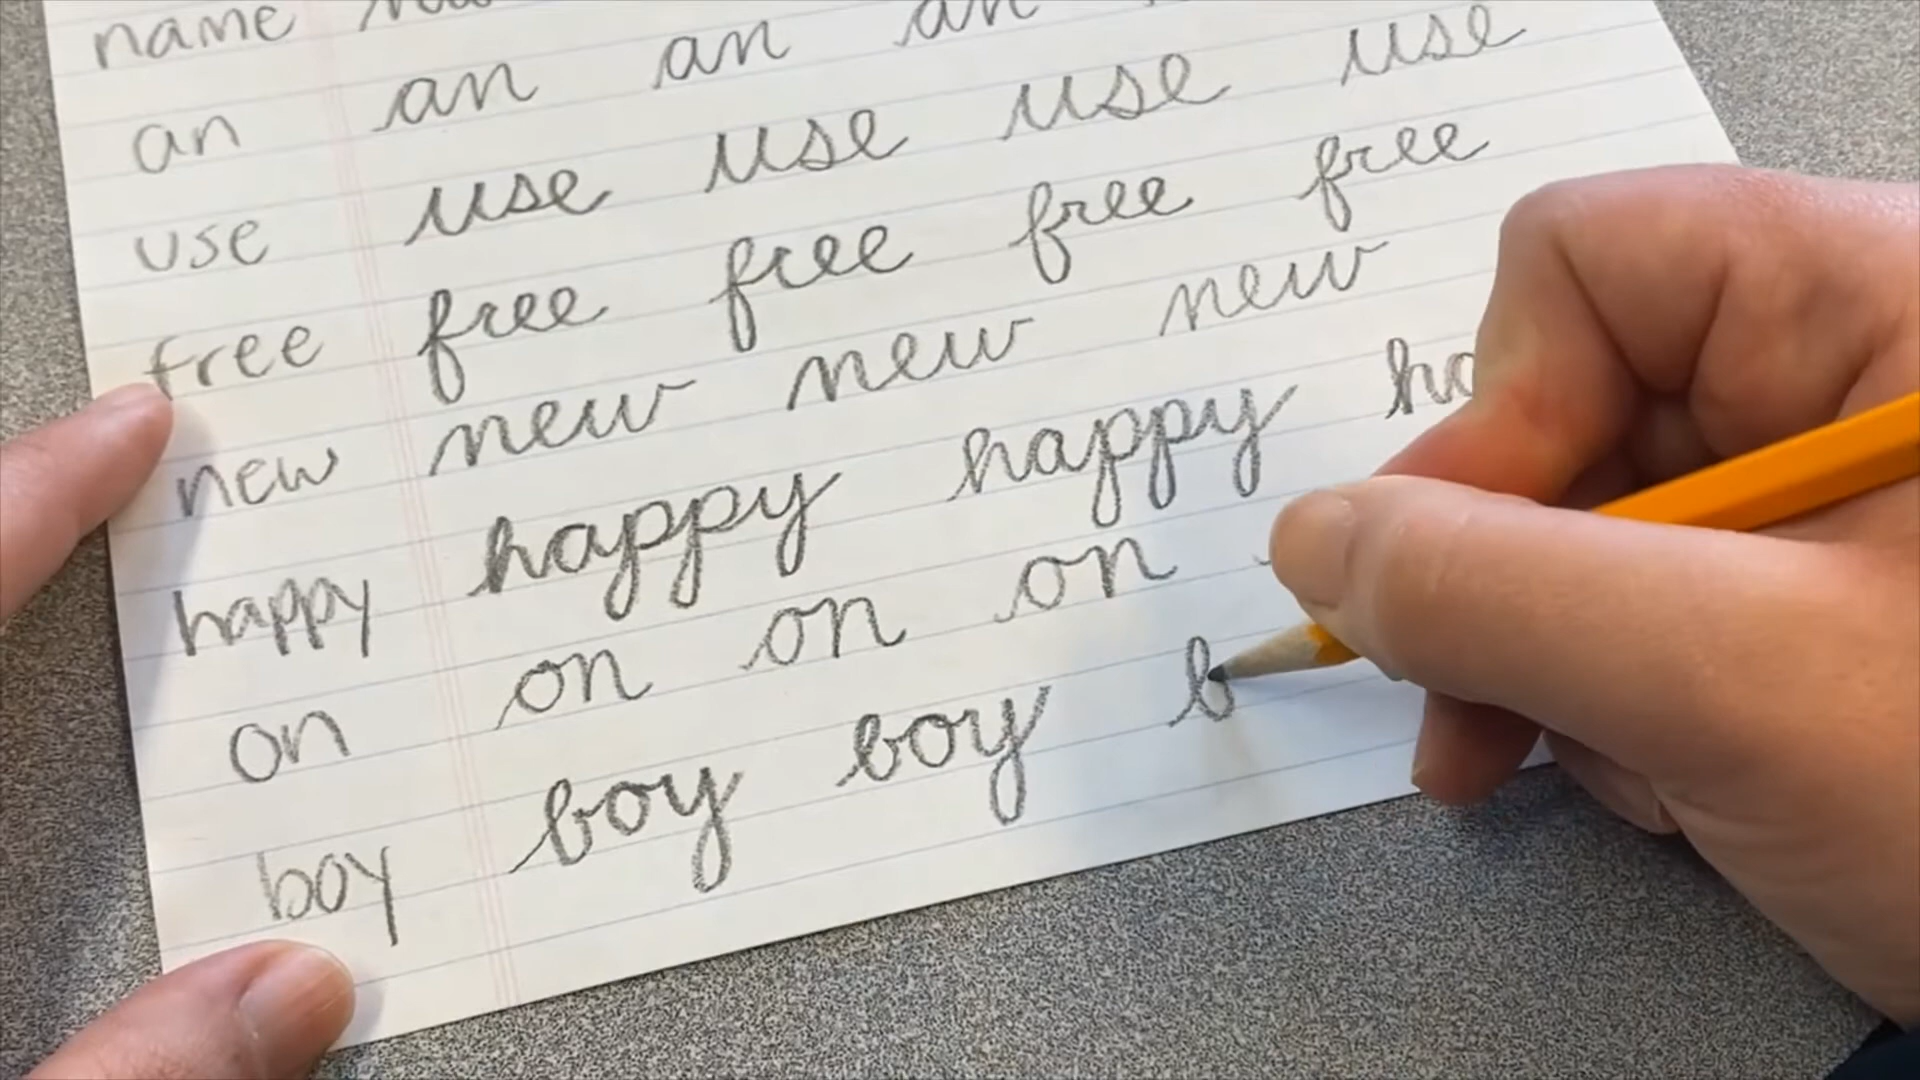 name
an an an an
use use use use use
free free free free free
new new new new
happy happy happy
on on on on
boy boy boy b